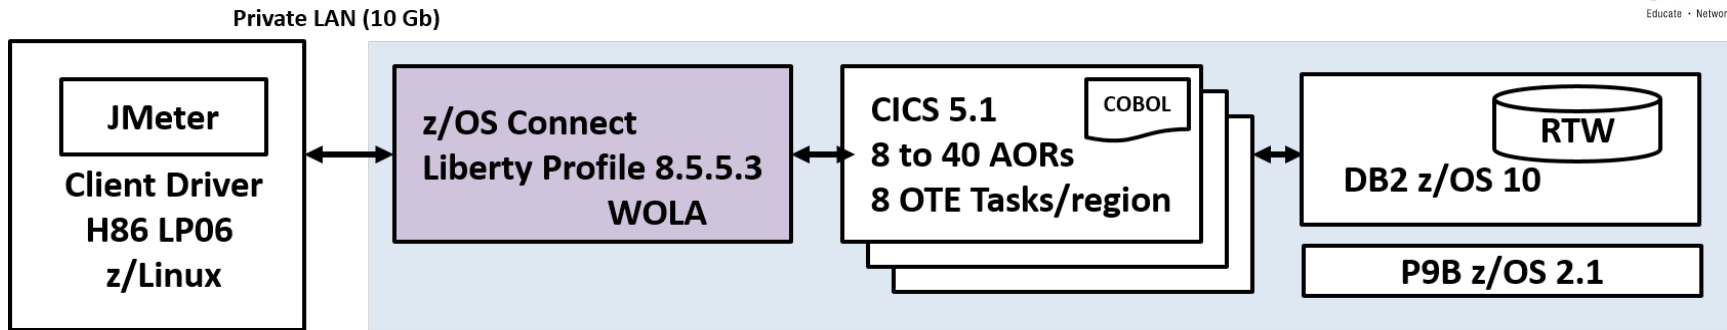 Private LAN (10 Gb)
Educate · Networ
JMeter
Client Driver
H86 LP06
z/Linux
z/OS Connect
Liberty Profile 8.5.5.3
WOLA
CICS 5.1
8 to 40 AORs
8 OTE Tasks/region
COBOL
RTW
DB2 z/OS 10
P9B z/OS 2.1